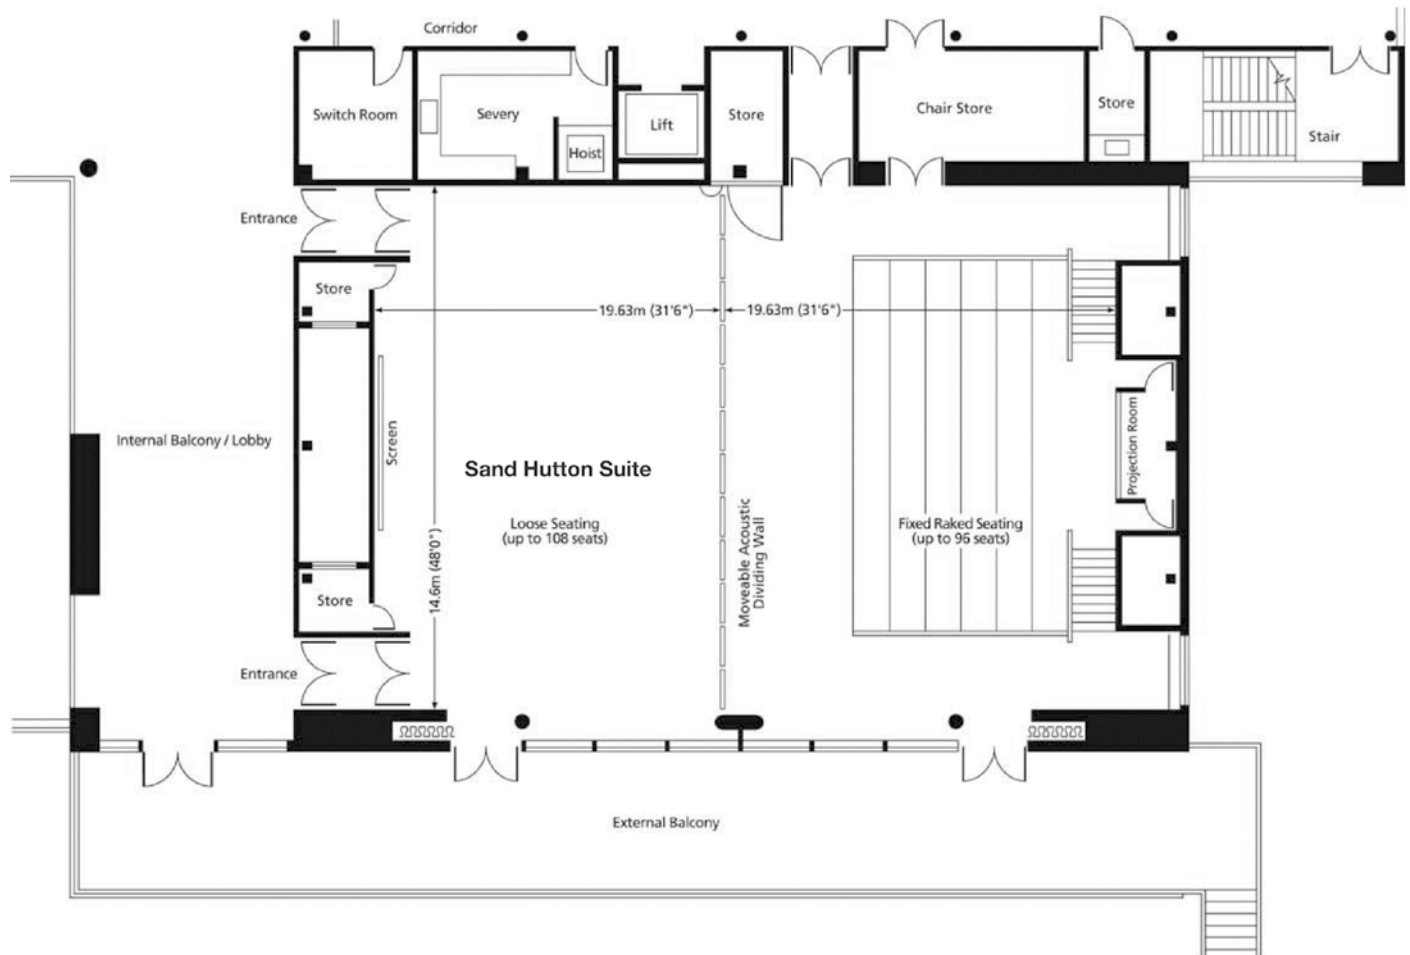 Corridor
Switch Room
Severy
Hoist
Lift
Store
Chair Store
Store
Stair
Entrance
Store
19.63m (31'6")
19.63m (31'6")
Internal Balcony / Lobby
Screen
Sand Hutton Suite
Loose Seating
(up to 108 seats)
14.6m (48'0")
Moveable Acoustic
Dividing Wall
Fixed Raked Seating
(up to 96 seats)
Projection Room
Store
Entrance
External Balcony